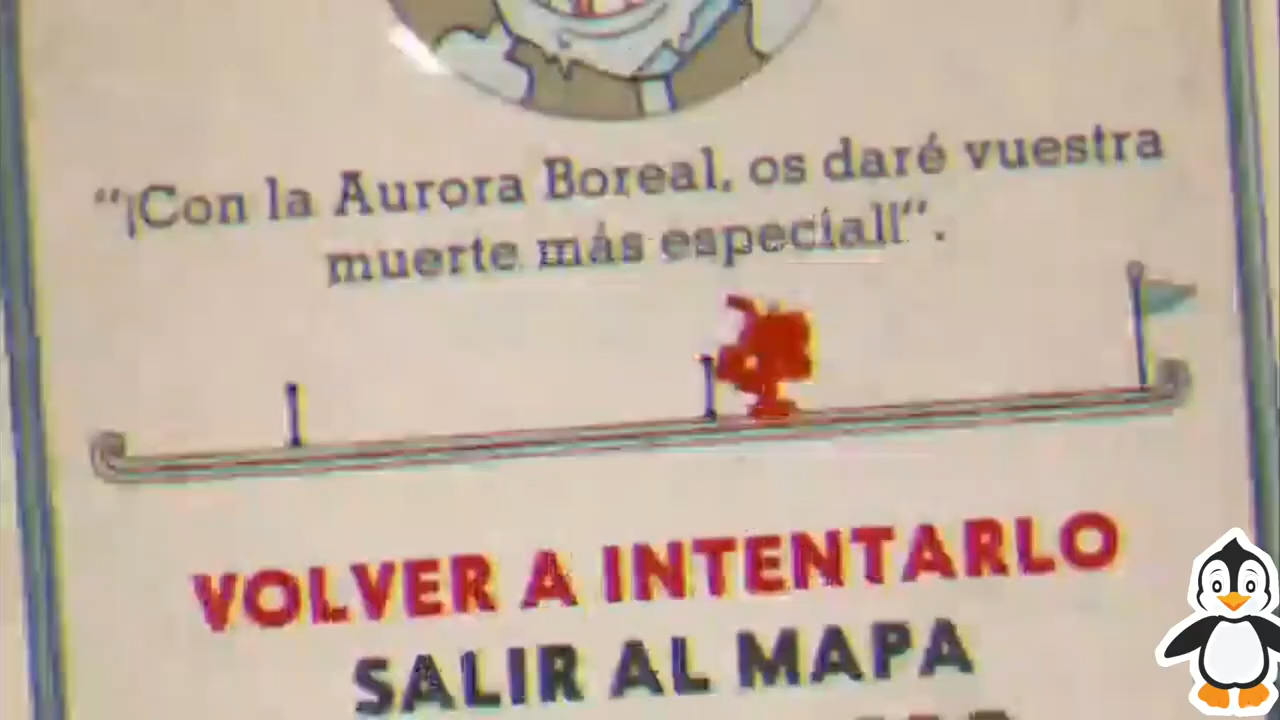 “¡Con la Aurora Boreal, os daré vuestra
muerte más especial!“.
VOLVER A INTENTARLO
SALIR AL MAPA